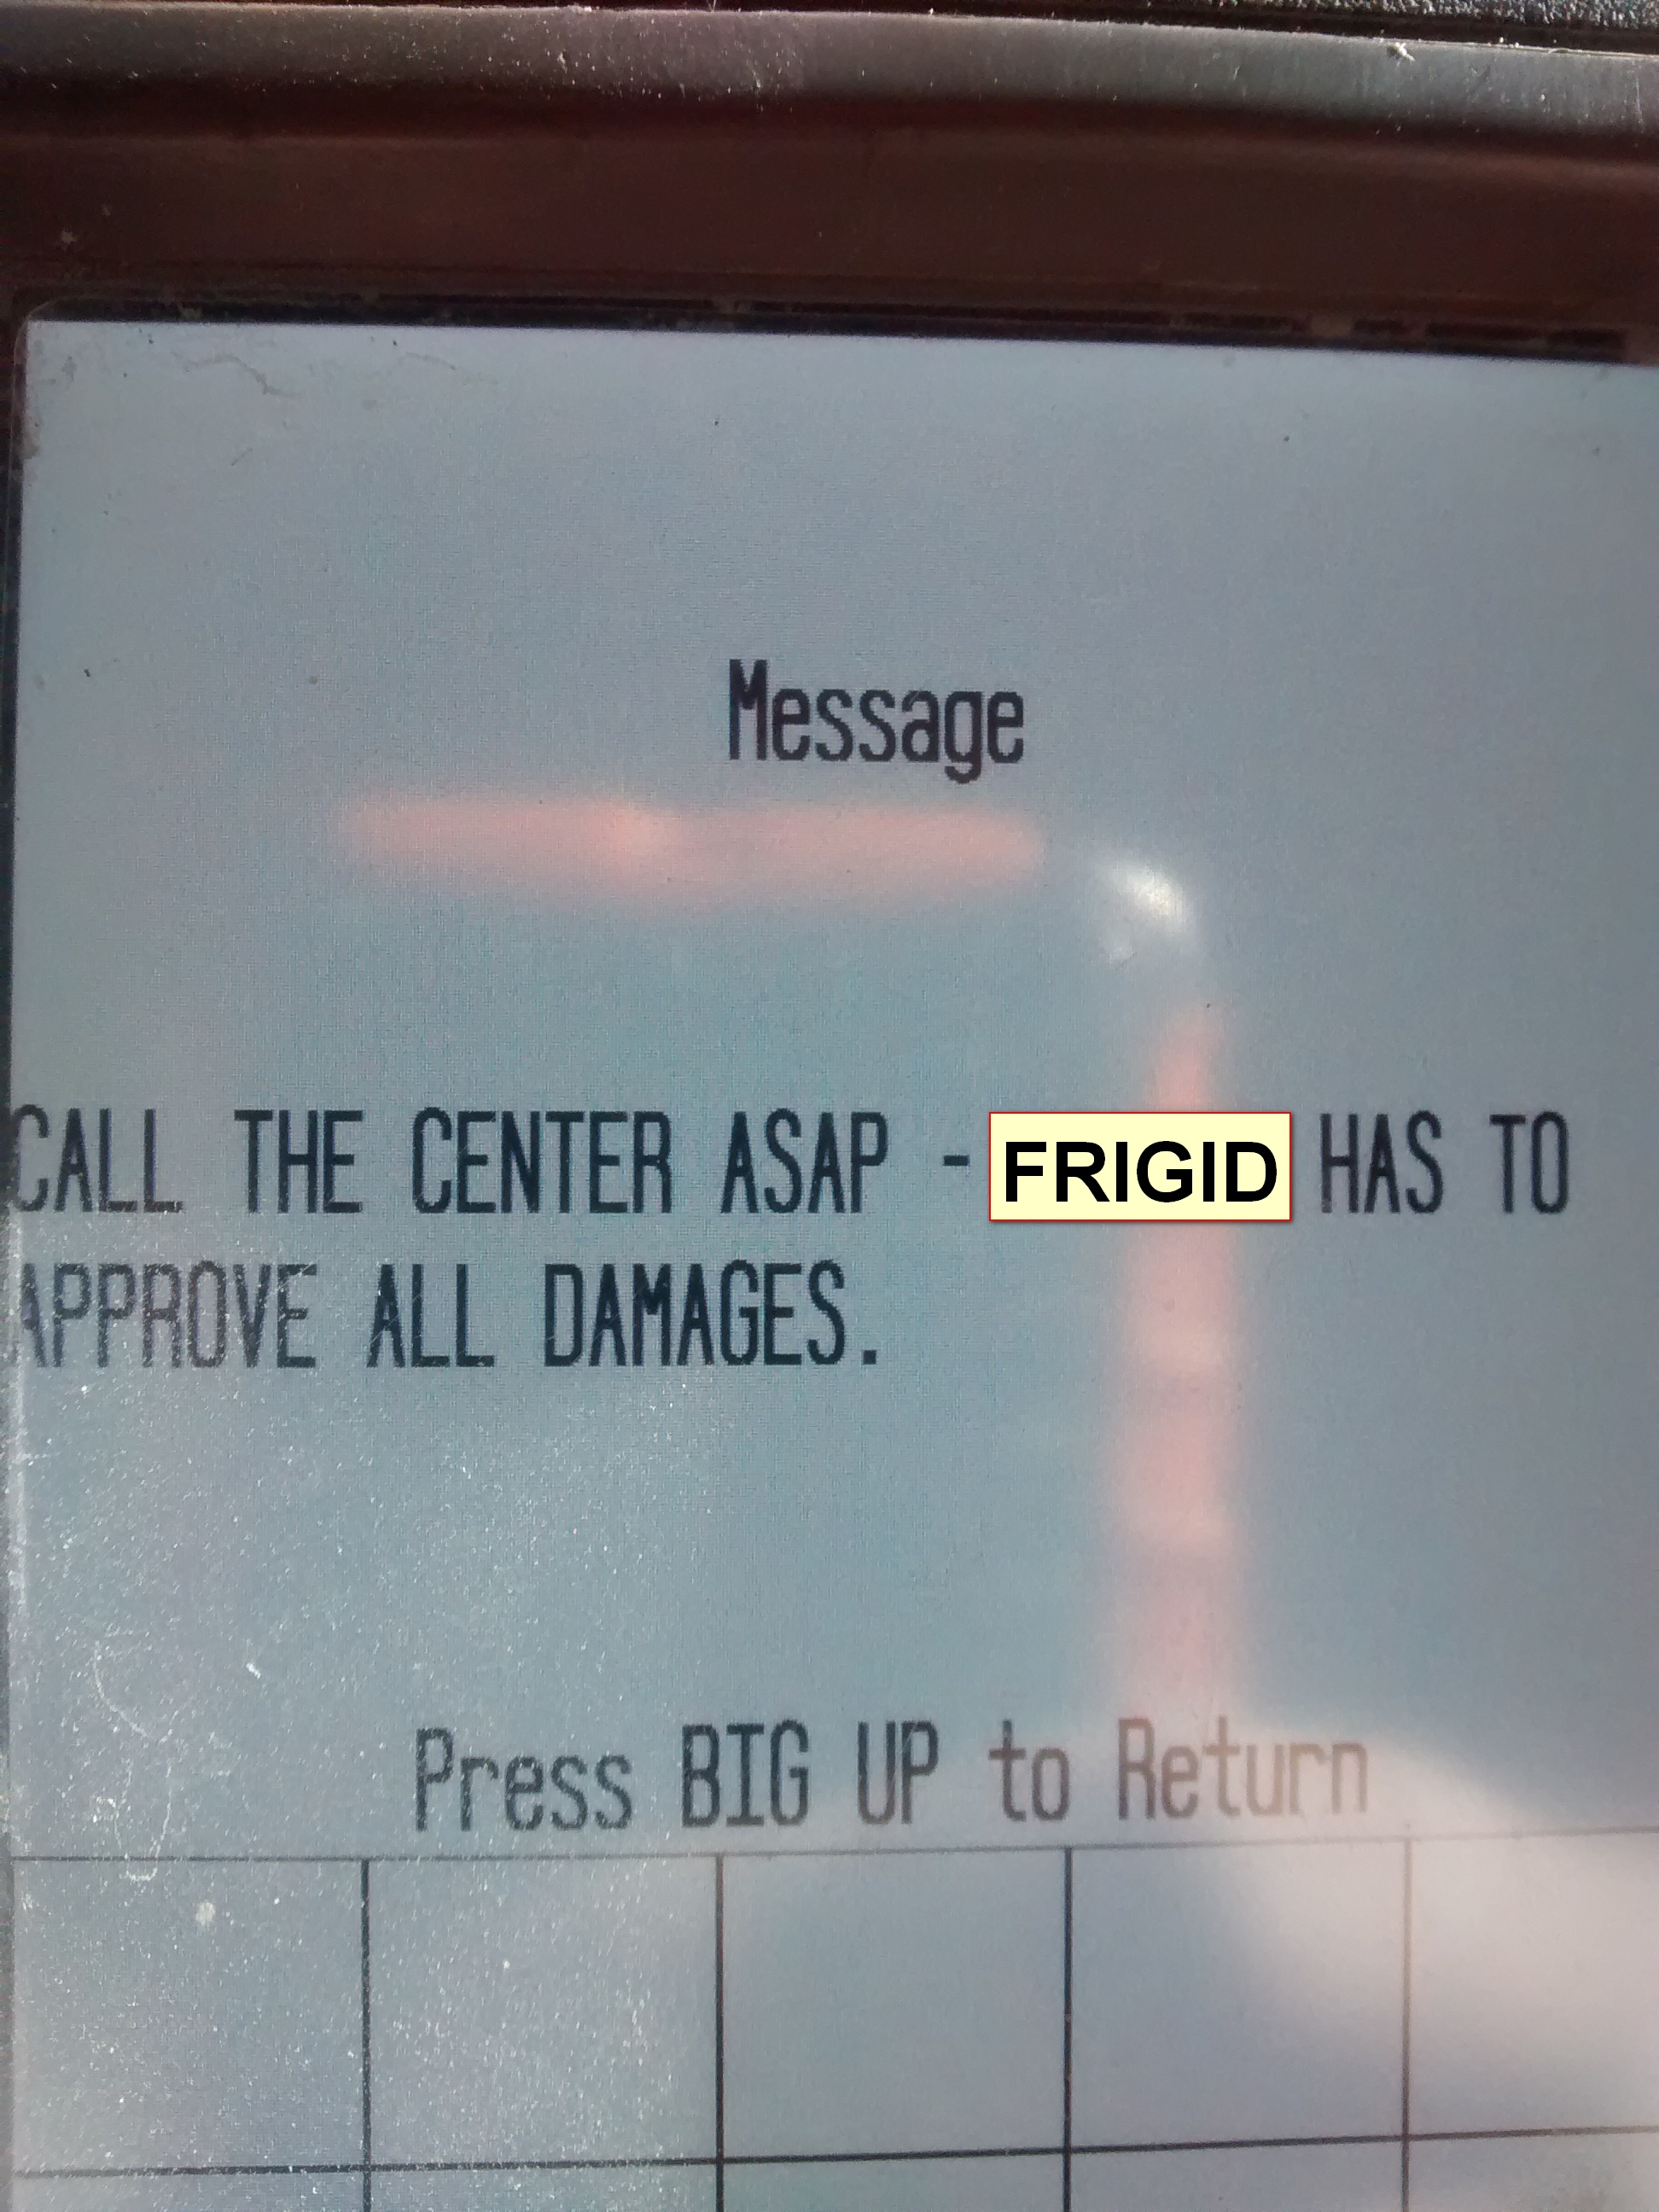 Message
CALL THE CENTER ASAP - FRIGID HAS TO
APPROVE ALL DAMAGES.
Press BIG UP to Return